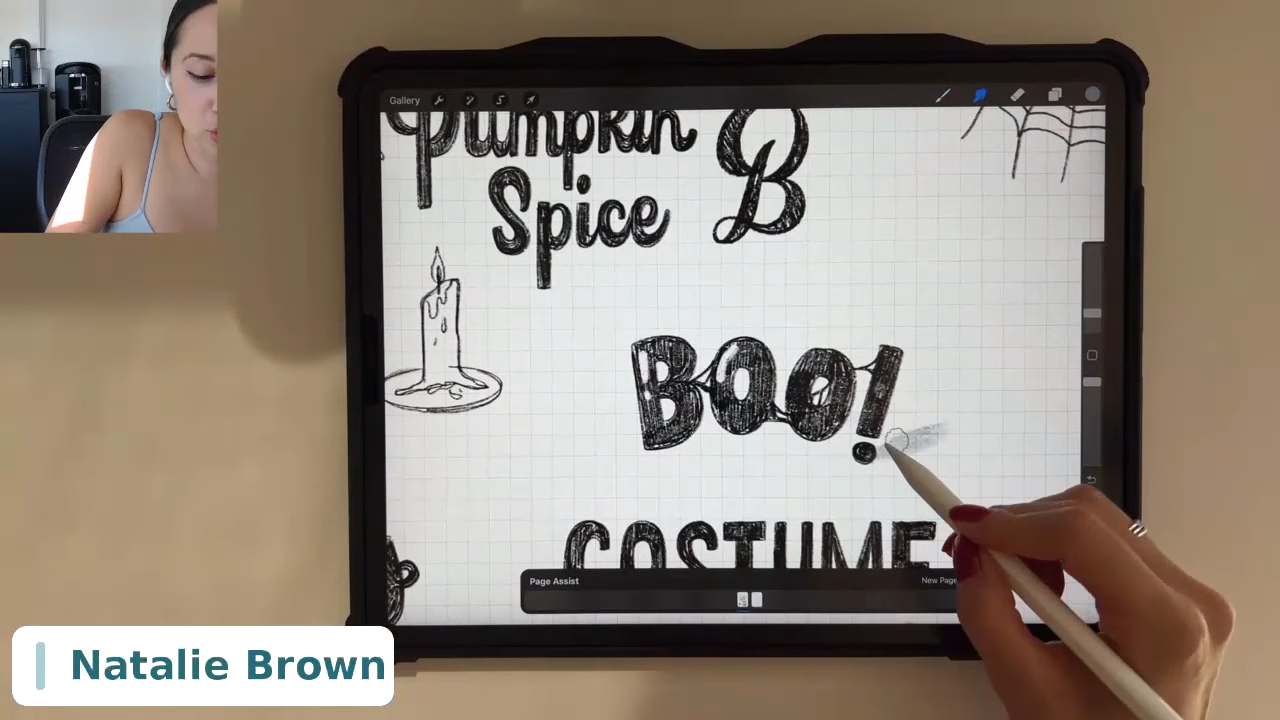 Gallery
Pumpkin
B
Spice
BOO!
COSTUME
Page Assist
New Page
Natalie Brown